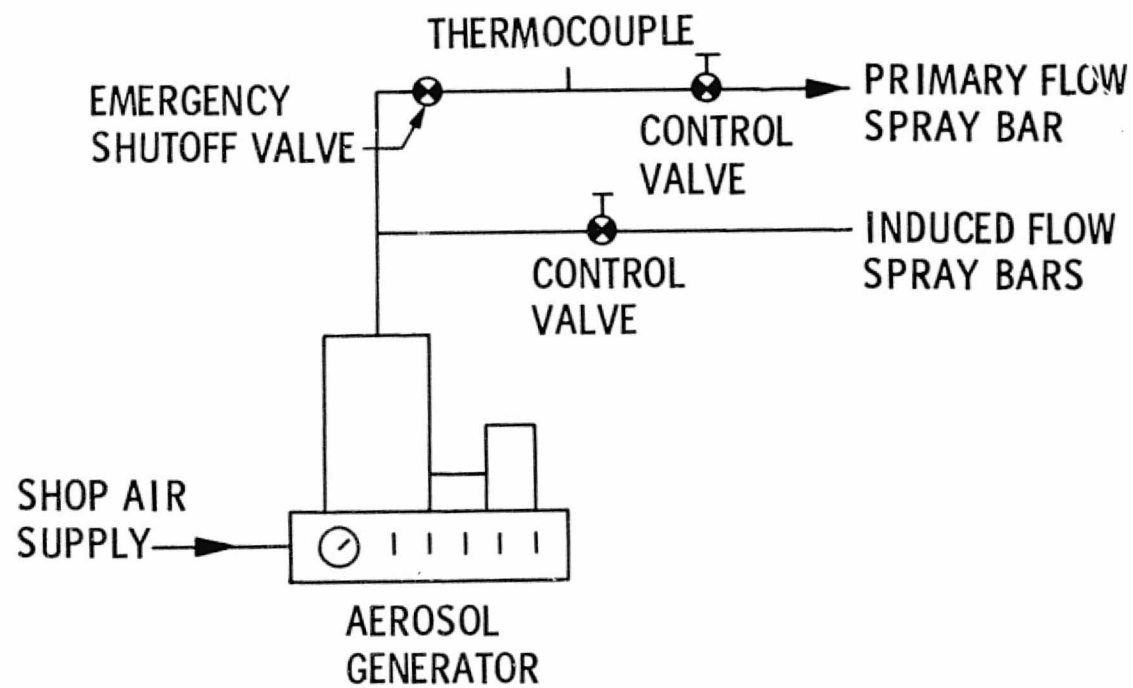 THERMOCOUPLE
EMERGENCY
SHUTOFF VALVE
PRIMARY FLOW
SPRAY BAR
CONTROL
VALVE
INDUCED FLOW
SPRAY BARS
CONTROL
VALVE
SHOP AIR
SUPPLY
AEROSOL
GENERATOR